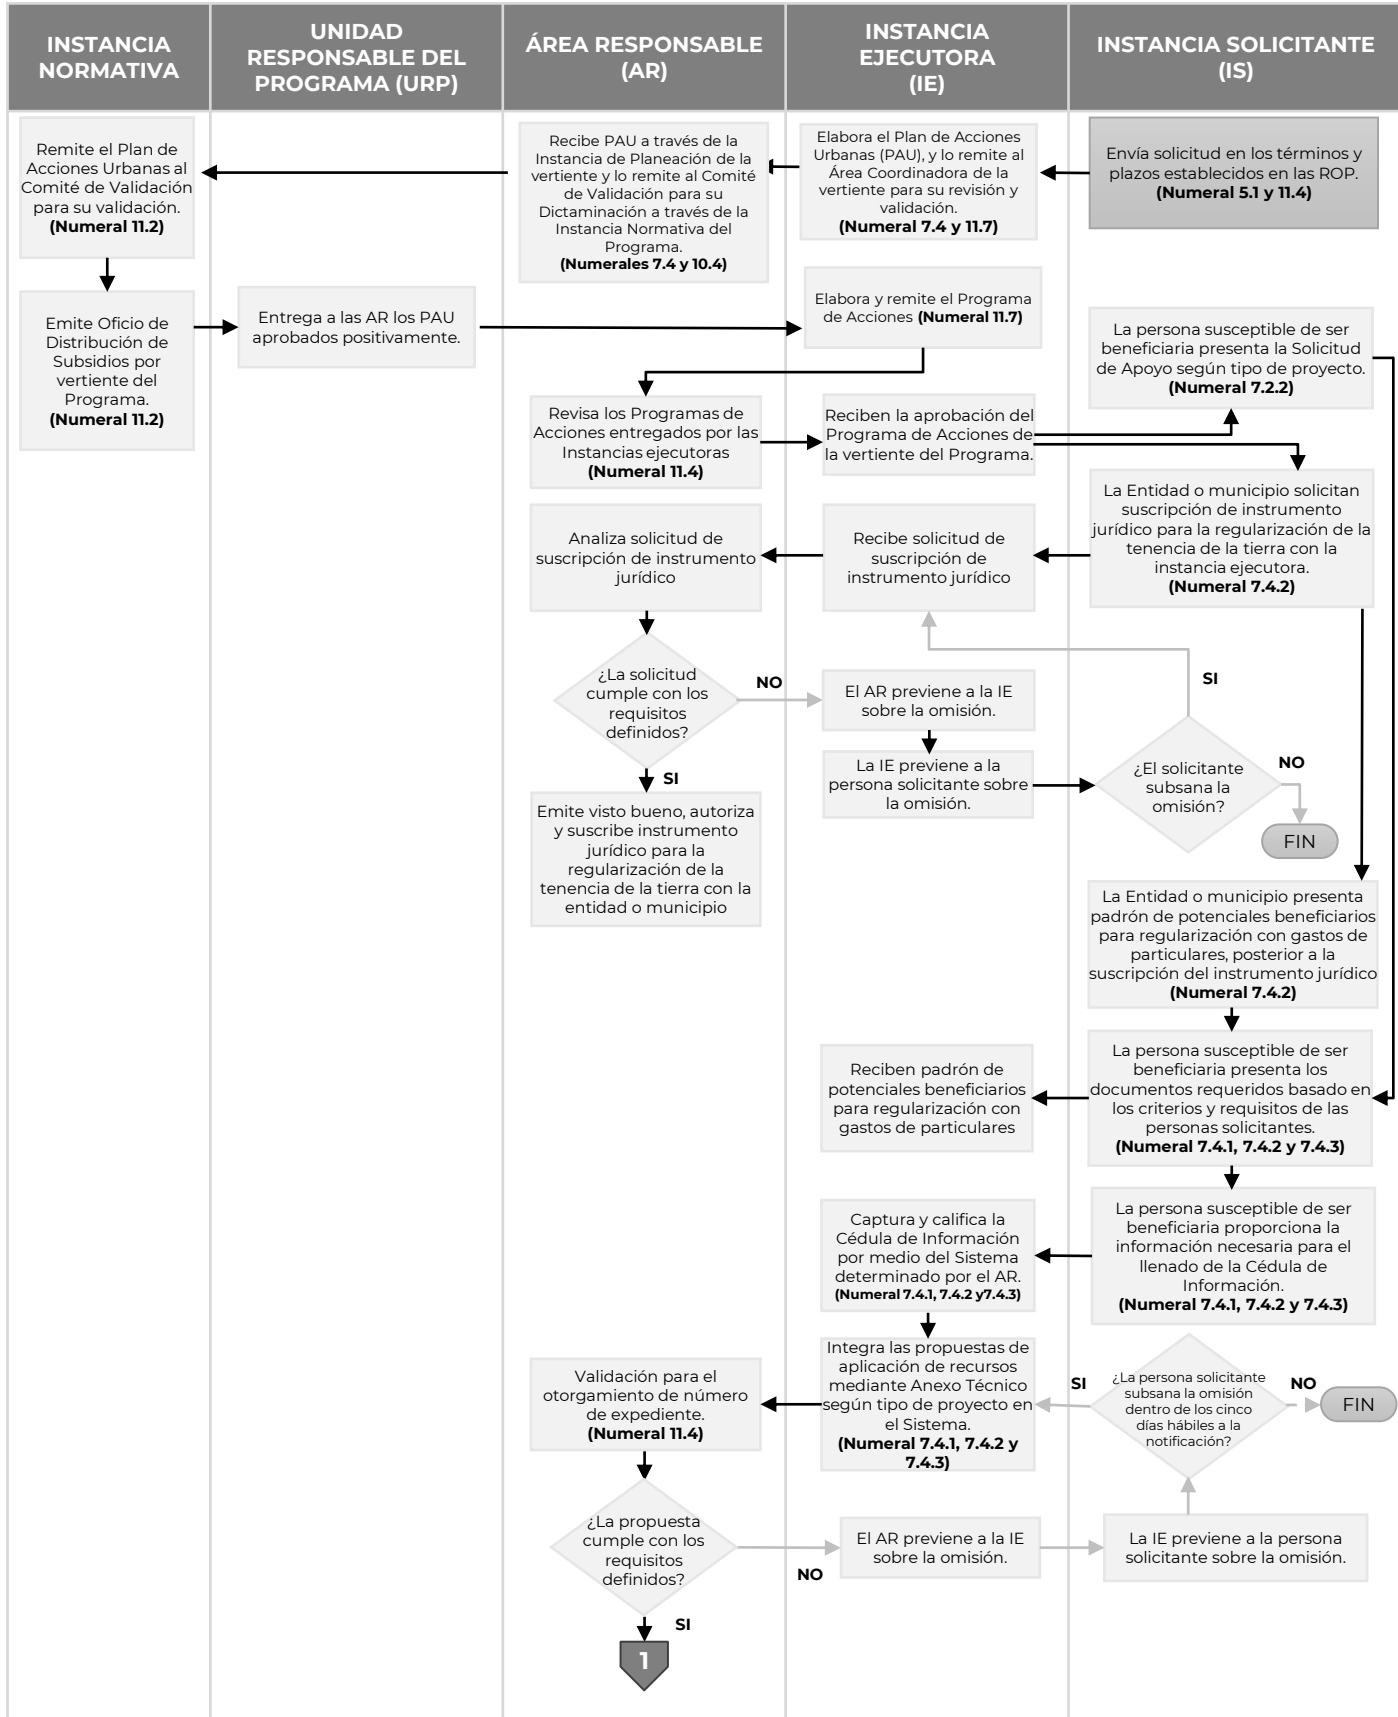 INSTANCIA
NORMATIVA
UNIDAD
RESPONSABLE DEL
PROGRAMA (URP)
ÁREA RESPONSABLE
(AR)
INSTANCIA
EJECUTORA
(IE)
INSTANCIA SOLICITANTE
(IS)
Remite el Plan de
Acciones Urbanas al
Comité de Validación
para su validación.
(Numeral 11.2)
Recibe PAU a través de la
Instancia de Planeación de la
vertiente y lo remite al Comité
de Validación para su
Dictaminación a través de la
Instancia Normativa del
Programa.
(Numerales 7.4 y 10.4)
Elabora el Plan de Acciones
Urbanas (PAU), y lo remite al
Área Coordinadora de la
vertiente para su revisión y
validación.
(Numeral 7.4 y 11.7)
Envía solicitud en los términos y
plazos establecidos en las ROP.
(Numeral 5.1 y 11.4)
Emite Oficio de
Distribución de
Subsidios por
vertiente del
Programa.
(Numeral 11.2)
Entrega a las AR los PAU
aprobados positivamente.
Elabora y remite el Programa
de Acciones (Numeral 11.7)
La persona susceptible de ser
beneficiaria presenta la Solicitud
de Apoyo según tipo de proyecto.
(Numeral 7.2.2)
Revisa los Programas de
Acciones entregados por las
Instancias ejecutoras
(Numeral 11.4)
Reciben la aprobación del
Programa de Acciones de
la vertiente del Programa.
La Entidad o municipio solicitan
suscripción de instrumento
jurídico para la regularización de la
tenencia de la tierra con la
instancia ejecutora.
(Numeral 7.4.2)
Analiza solicitud de
suscripción de instrumento
jurídico
Recibe solicitud de
suscripción de
instrumento jurídico
¿La solicitud
cumple con los
requisitos
definidos?
NO
El AR previene a la IE
sobre la omisión.
SI
SI
La IE previene a la
persona solicitante sobre
la omisión.
¿El solicitante
subsana la
omisión?
NO
FIN
Emite visto bueno, autoriza
y suscribe instrumento
jurídico para la
regularización de la
tenencia de la tierra con la
entidad o municipio
La Entidad o municipio presenta
padrón de potenciales beneficiarios
para regularización con gastos de
particulares, posterior a la
suscripción del instrumento jurídico
(Numeral 7.4.2)
Reciben padrón de
potenciales beneficiarios
para regularización con
gastos de particulares
La persona susceptible de ser
beneficiaria presenta los
documentos requeridos basado en
los criterios y requisitos de las
personas solicitantes.
(Numeral 7.4.1, 7.4.2 y 7.4.3)
Captura y califica la
Cédula de Información
por medio del Sistema
determinado por el AR.
(Numeral 7.4.1, 7.4.2 y7.4.3)
La persona susceptible de ser
beneficiaria proporciona la
información necesaria para el
llenado de la Cédula de
Información.
(Numeral 7.4.1, 7.4.2 y 7.4.3)
Validación para el
otorgamiento de número
de expediente.
(Numeral 11.4)
Integra las propuestas de
aplicación de recursos
mediante Anexo Técnico
según tipo de proyecto en
el Sistema.
(Numeral 7.4.1, 7.4.2 y
7.4.3)
SI
¿La persona solicitante
subsana la omisión
dentro de los cinco
días hábiles a la
notificación?
NO
FIN
¿La propuesta
cumple con los
requisitos
definidos?
NO
El AR previene a la IE
sobre la omisión.
La IE previene a la persona
solicitante sobre la omisión.
SI
1